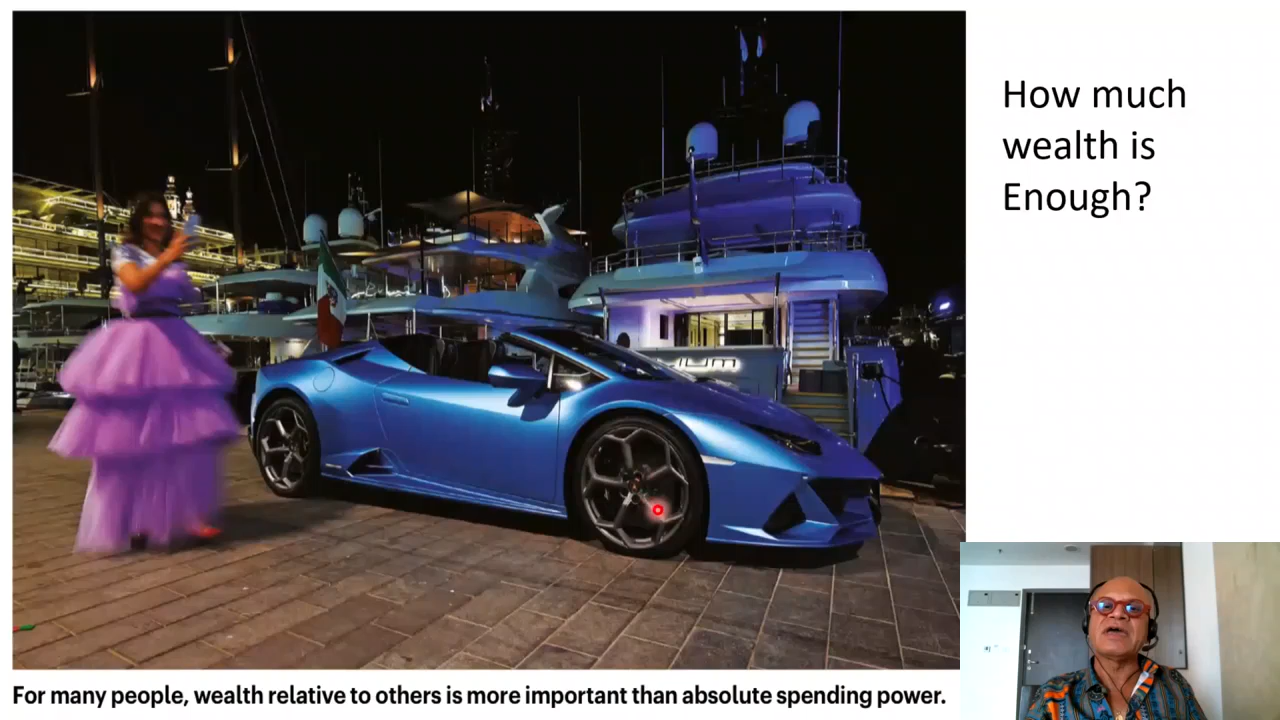 How much
wealth is
Enough?
IUM
For many people, wealth relative to others is more important than absolute spending power.